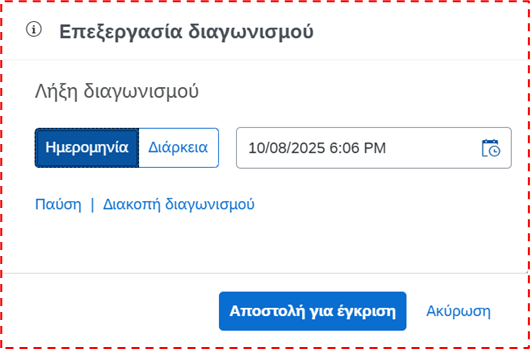 Επεξεργασία διαγωνισμού
Λήξη διαγωνισμού
Ημερομηνία Διάρκεια 10/08/2025 6:06 PM
Παύση | Διακοπή διαγωνισμού
Αποστολή για έγκριση Ακύρωση